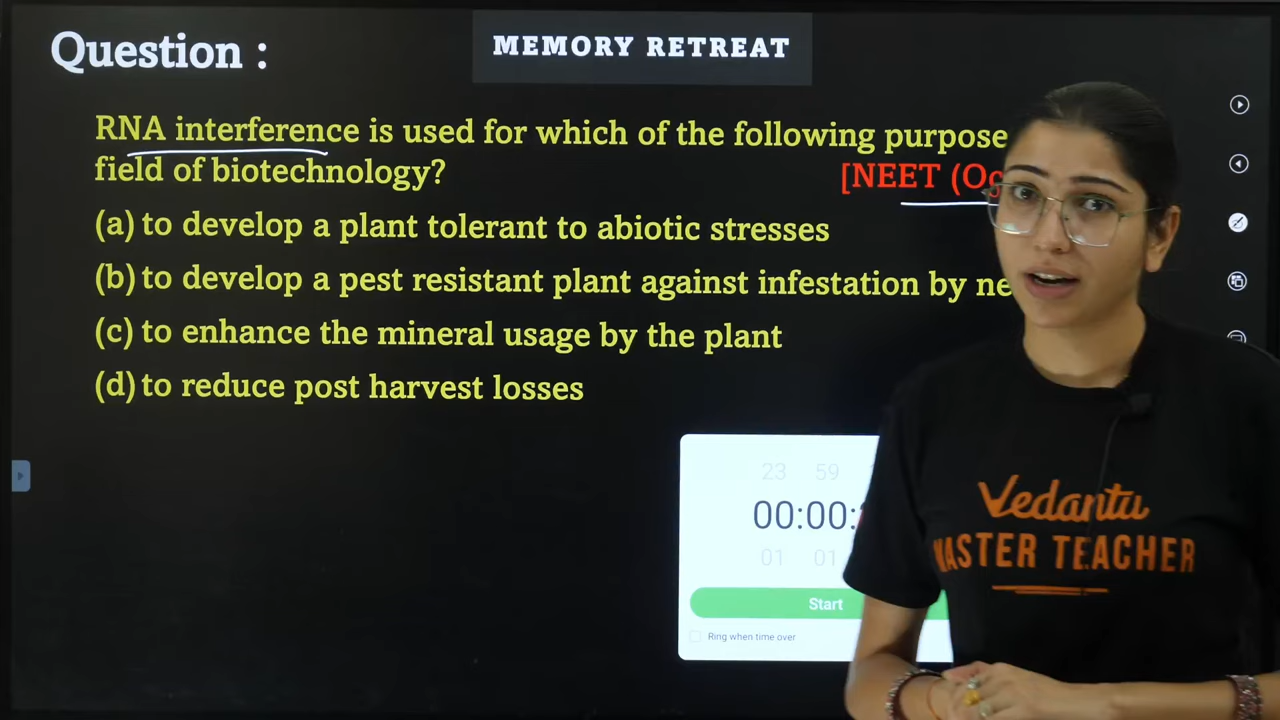 Question :
MEMORY RETREAT
RNA interference is used for which of the following purpose
field of biotechnology?
[NEET (Oc
(a) to develop a plant tolerant to abiotic stresses
(b) to develop a pest resistant plant against infestation by ne
(c) to enhance the mineral usage by the plant
(d) to reduce post harvest losses
23 59
00:00:
01 01
Start
Ring when time over
Vedantu
MASTER TEACHER